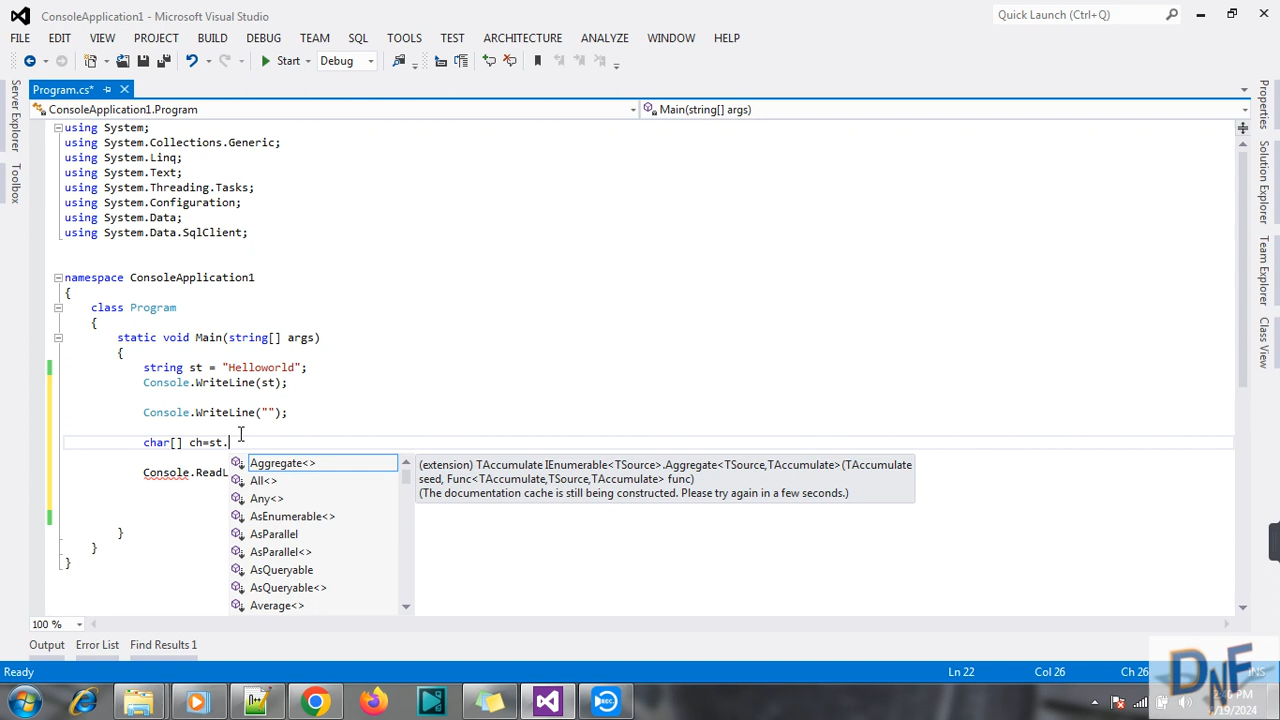 ConsoleApplication1 - Microsoft Visual Studio
Quick Launch (Ctrl+Q)
FILE EDIT VIEW PROJECT BUILD DEBUG TEAM SQL TOOLS TEST ARCHITECTURE ANALYZE WINDOW HELP
Start Debug
Program.cs*
ConsoleApplication1.Program
Main(string[] args)
Server Explorer
Toolbox
Properties
Solution Explorer
Team Explorer
Class View
using System;
using System.Collections.Generic;
using System.Linq;
using System.Text;
using System.Threading.Tasks;
using System.Configuration;
using System.Data;
using System.Data.SqlClient;
namespace ConsoleApplication1
{
class Program
{
static void Main(string[] args)
{
string st = "Helloworld";
Console.WriteLine(st);
Console.WriteLine("");
char[] ch=st.
Console.ReadL
}
}
}
Aggregate<>
All<>
Any<>
AsEnumerable<>
AsParallel
AsParallel<>
AsQueryable
AsQueryable<>
Average<>
(extension) TAccumulate IEnumerable<TSource>.Aggregate<TSource,TAccumulate> (TAccumulate
seed, Func<TAccumulate,TSource,TAccumulate> func)
(The documentation cache is still being constructed. Please try again in a few seconds.)
100 %
Output Error List Find Results 1
Ready Ln 22 Col 26 Ch 26 INS
DNF